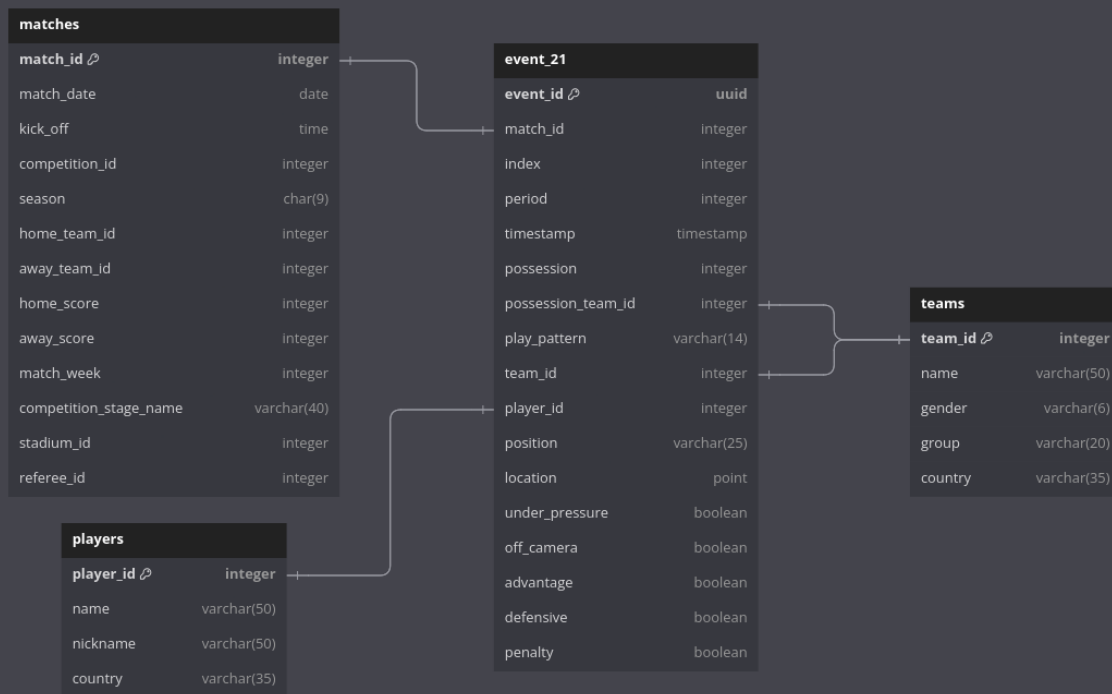 matches
match_id integer
match_date date
kick_off time
competition_id integer
season char(9)
home_team_id integer
away_team_id integer
home_score integer
away_score integer
match_week integer
competition_stage_name varchar(40)
stadium_id integer
referee_id integer
players
player_id integer
name varchar(50)
nickname varchar(50)
country varchar(35)
event_21
event_id uuid
match_id integer
index integer
period integer
timestamp timestamp
possession integer
possession_team_id integer
play_pattern varchar(14)
team_id integer
player_id integer
position varchar(25)
location point
under_pressure boolean
off_camera boolean
advantage boolean
defensive boolean
penalty boolean
teams
team_id integer
name varchar(50)
gender varchar(6)
group varchar(20)
country varchar(35)